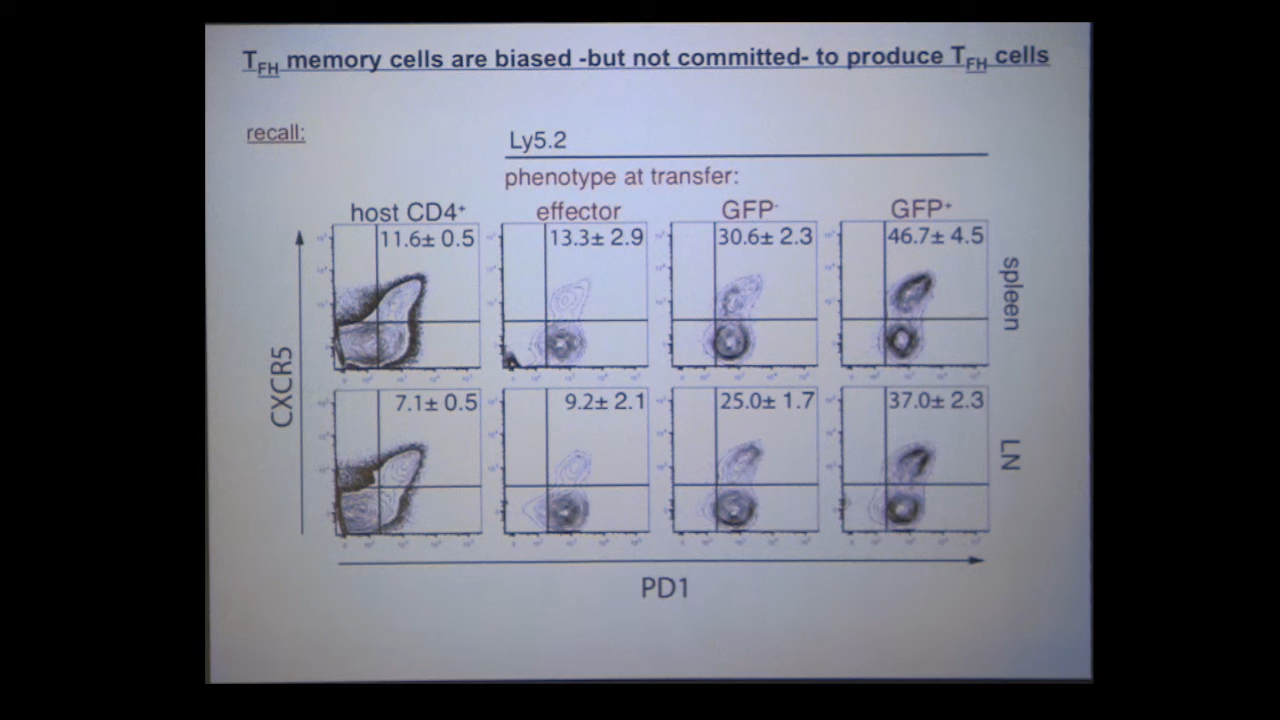 TFH memory cells are biased -but not committed- to produce TFH cells
recall:
Ly5.2
phenotype at transfer:
host CD4+ effector GFP- GFP+
11.6± 0.5 13.3± 2.9 30.6± 2.3 46.7± 4.5
spleen
7.1± 0.5 9.2± 2.1 25.0± 1.7 37.0± 2.3
LN
CXCR5
PD1